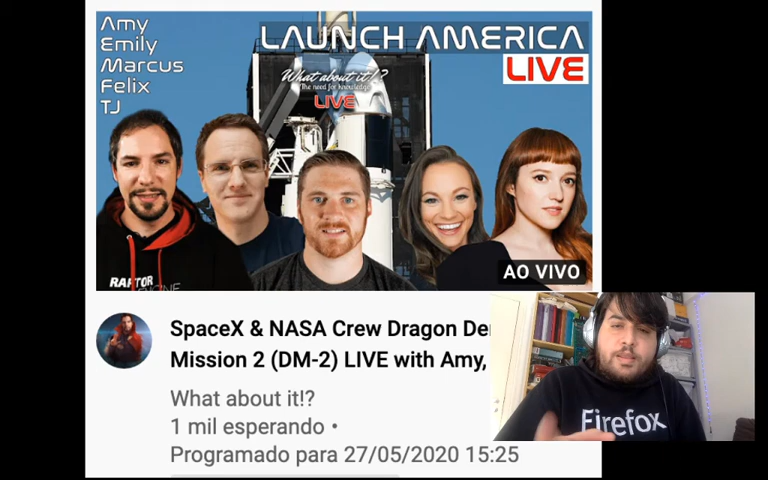 Amy
Emily
Marcus
Felix
TJ
LAUNCH AMERICA
LIVE
What about it!?
The need for knowledge
LIVE
RAPTOR
ENGINE
AO VIVO
SpaceX & NASA Crew Dragon
Mission 2 (DM-2) LIVE with Amy,
What about it!?
1 mil esperando •
Programado para 27/05/2020 15:25
Firefox